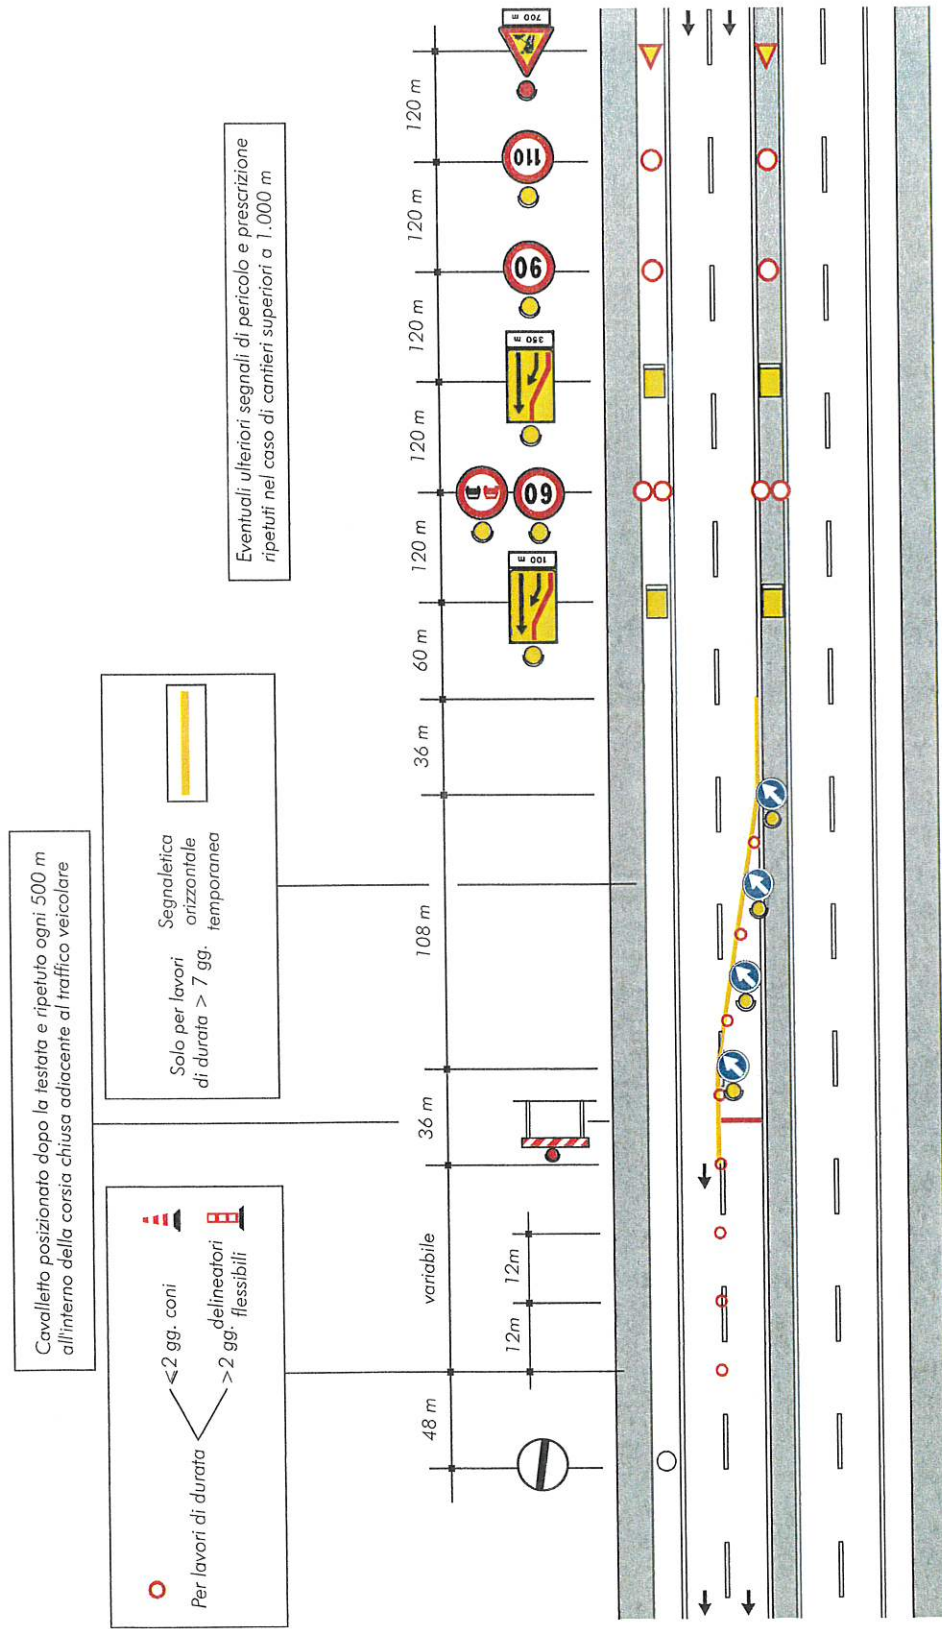 Cavalletto posizionato dopo la testata e ripetuto ogni 500 m
all'interno della corsia chiusa adiacente al traffico veicolare
Per lavori di durata
⩽2 gg. coni
>2 gg. delineatori
flessibili
Solo per lavori
di durata > 7 gg.
Segnaletica
orizzontale
temporanea
Eventuali ulteriori segnali di pericolo e prescrizione
ripetuti nel caso di cantieri superiori a 1.000 m
48 m
variabile
36 m
108 m
36 m
60 m
120 m
120 m
120 m
120 m
120 m
12m
12m
100 m
60
350 m
90
110
700 m